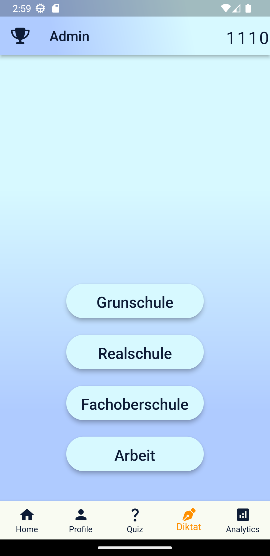 2:59
Admin
1110
Grunschule
Realschule
Fachoberschule
Arbeit
Home Profile Quiz Diktat Analytics